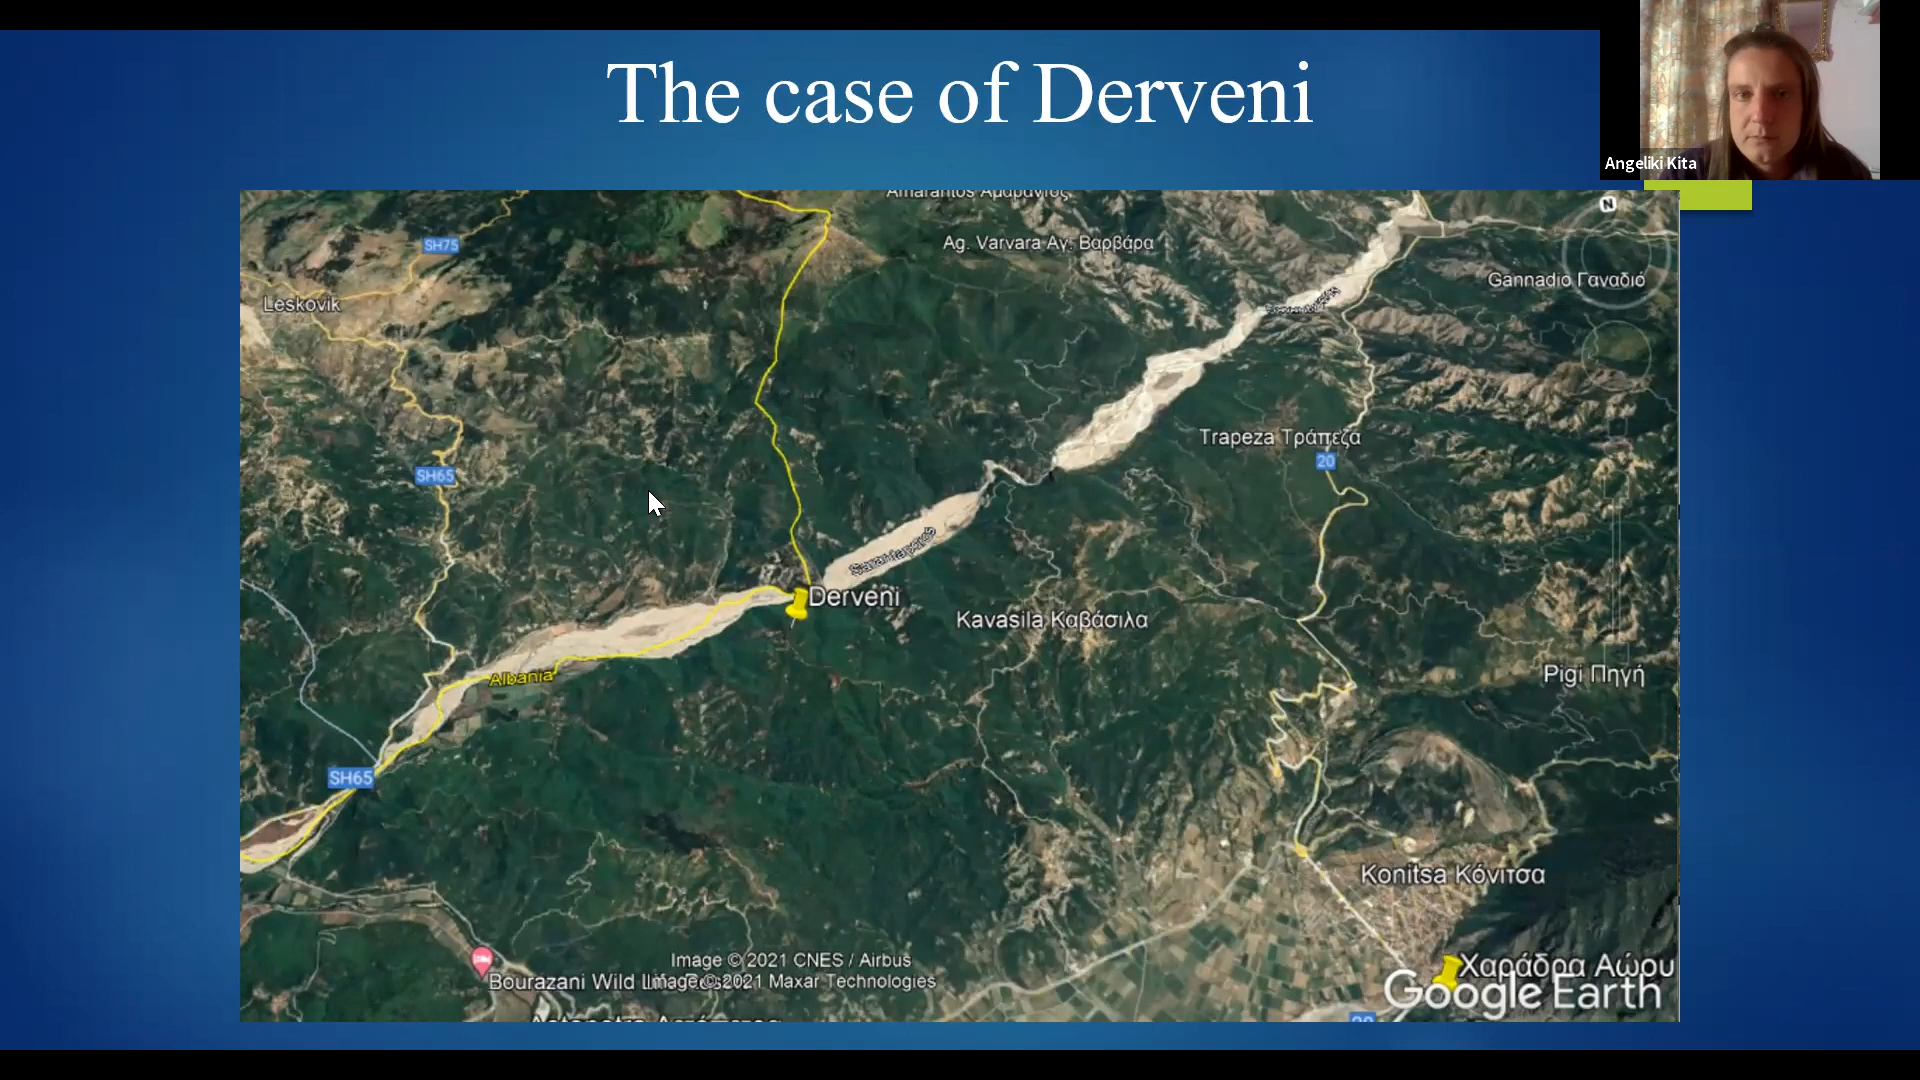 The case of Derveni
Angeliki Kita
Amarantos Αμάραντος
N
SH75
Ag. Varvara Αγ. Βαρβάρα
Gannadio Γαναδιό
Leskovik
Trapeza Τράπεζα
20
SH65
Derveni
Kavasila Καβάσιλα
Albania
Pigi Πηγή
SH65
Konitsa Κόνιτσα
Image © 2021 CNES / Airbus
Χαράδρα Αώου
Bourazani Wild
Image © 2021 Maxar Technologies
Google Earth
20